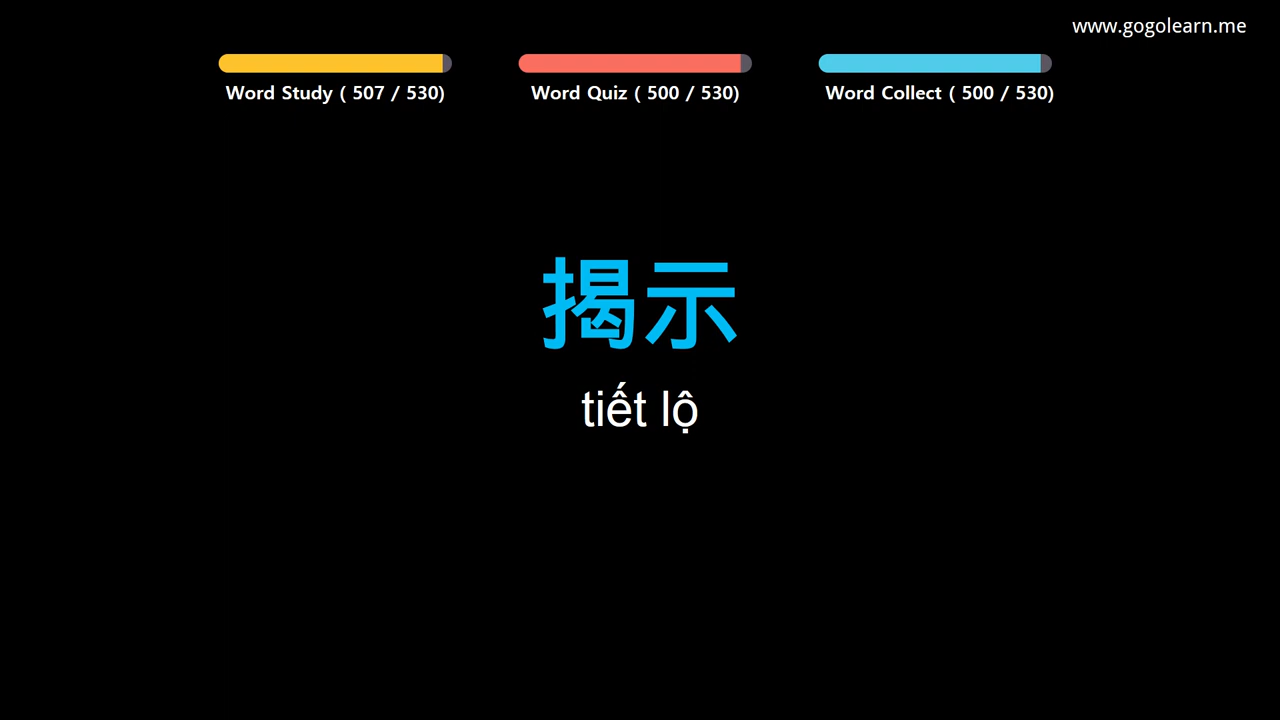 www.gogolearn.me
Word Study ( 507 / 530)
Word Quiz ( 500 / 530)
Word Collect ( 500 / 530)
揭示
tiết lộ